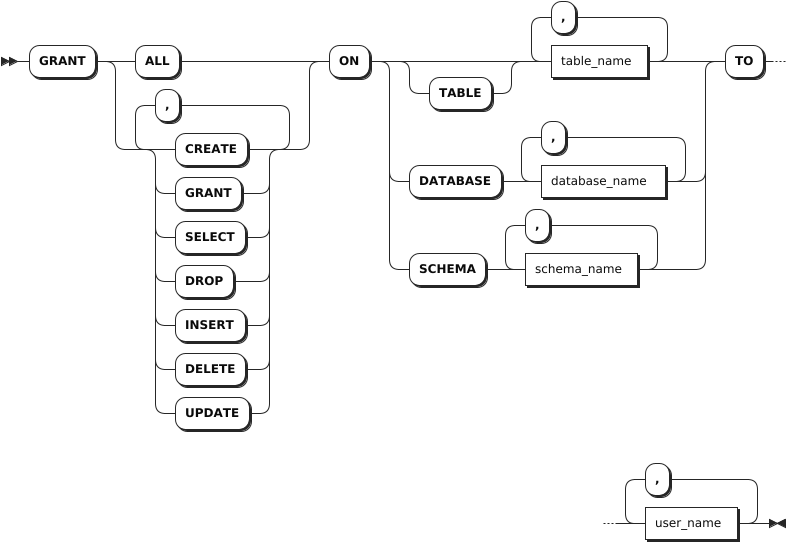 ,
GRANT ALL ON table_name TO
TABLE
,
CREATE
,
GRANT DATABASE database_name
,
SELECT
SCHEMA schema_name
DROP
INSERT
DELETE
UPDATE
,
user_name